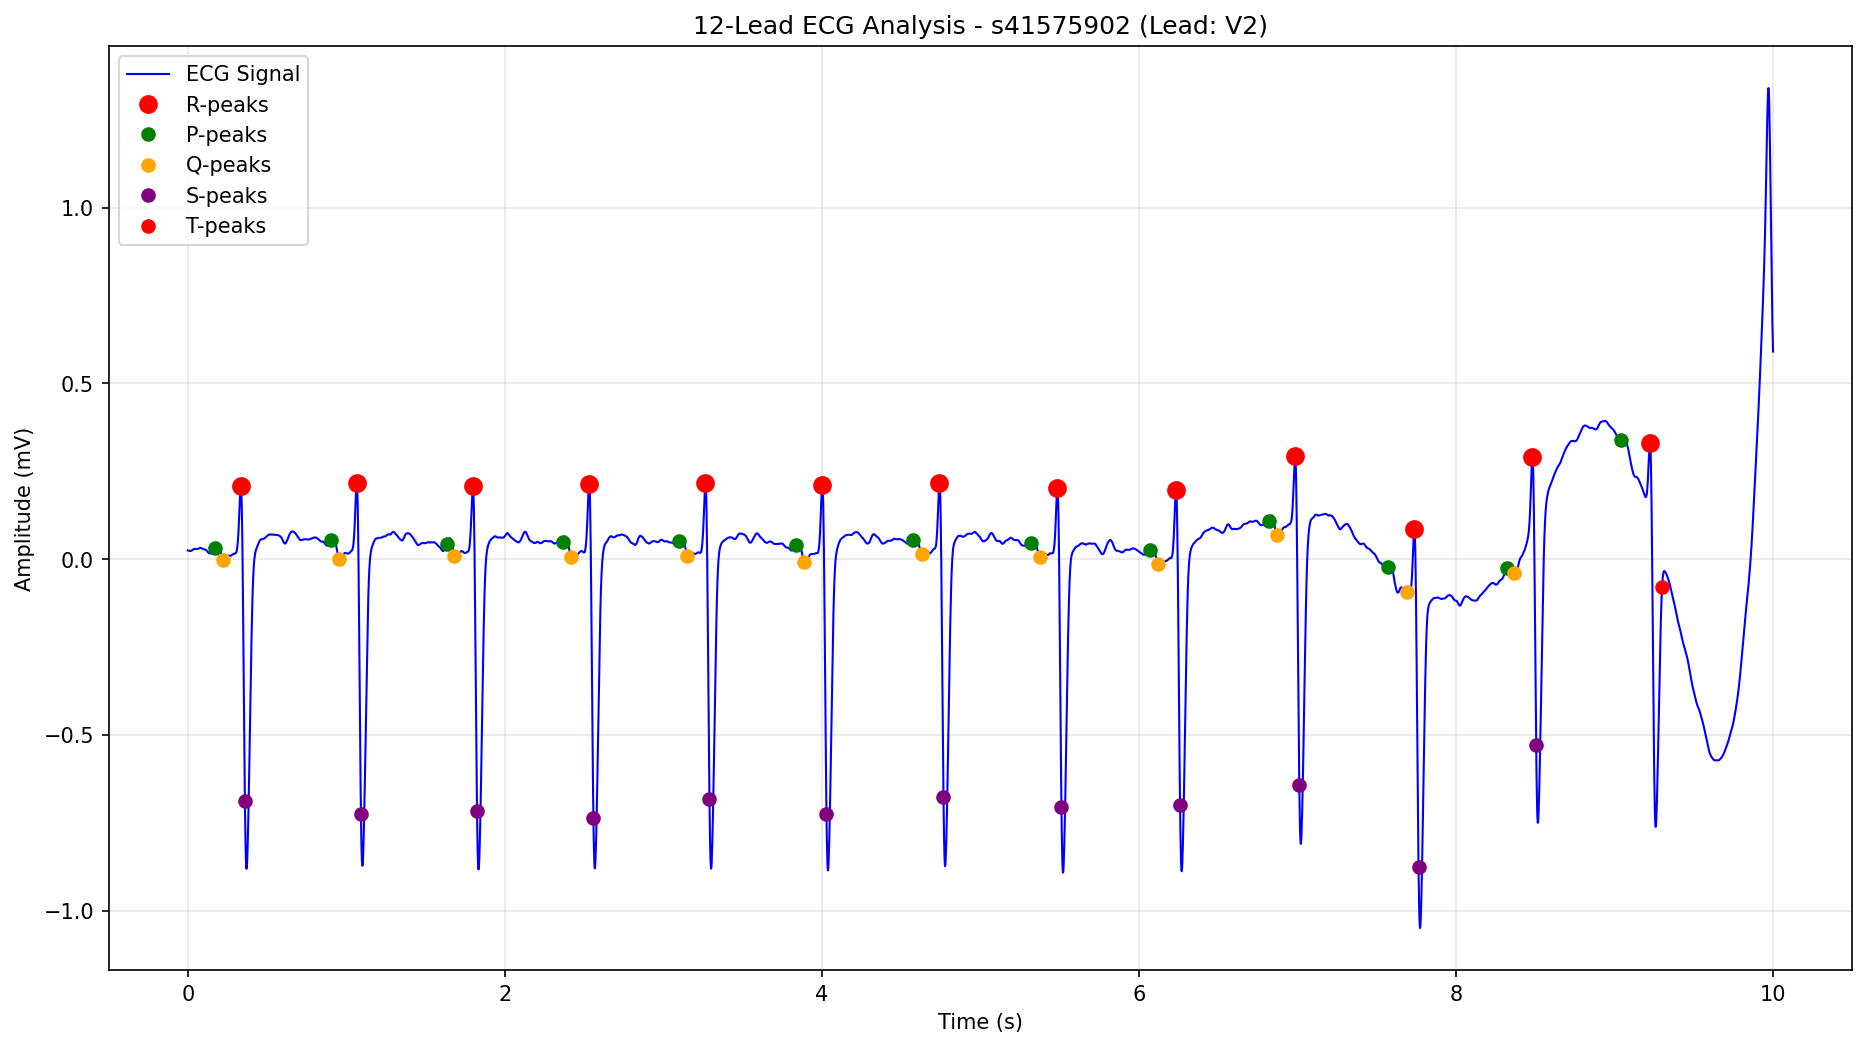 12-Lead ECG Analysis - s41575902 (Lead: V2)
ECG Signal
R-peaks
P-peaks
Q-peaks
S-peaks
T-peaks
Amplitude (mV)
1.0
0.5
0.0
−0.5
−1.0
0 2 4 6 8 10
Time (s)